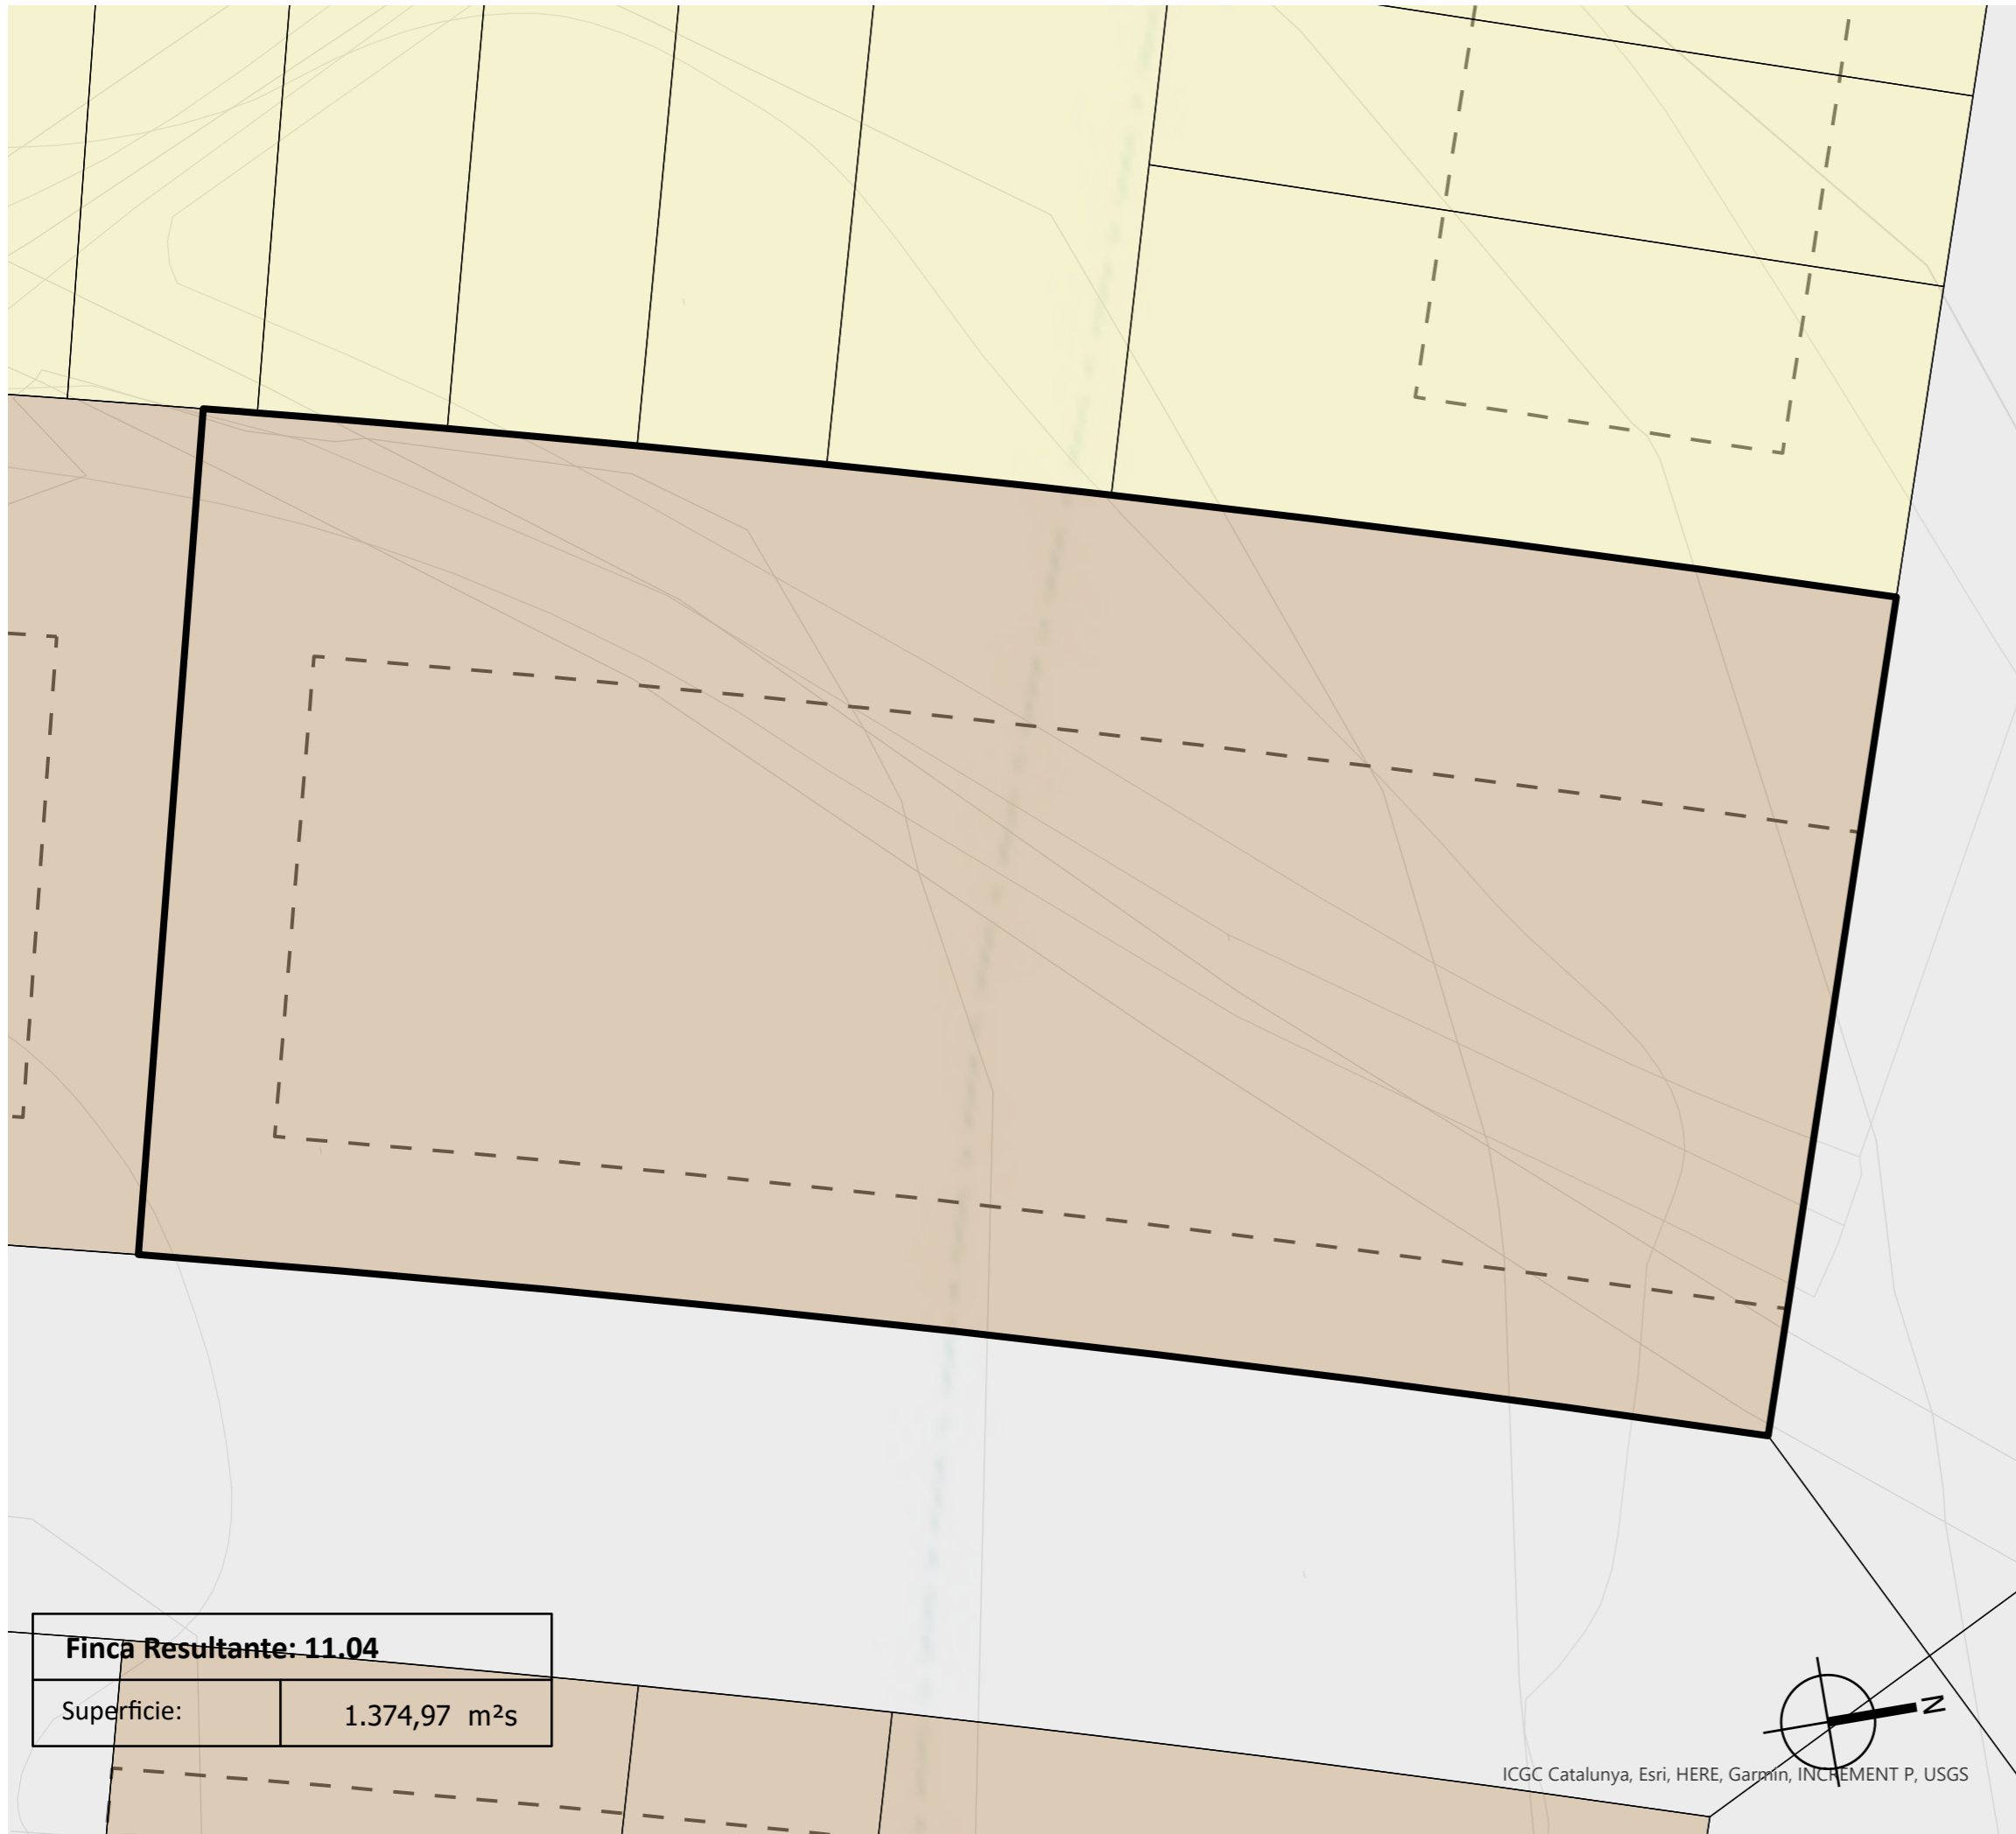 Finca Resultante: 11.04
Superficie: 1.374,97 m²s
N
ICGC Catalunya, Esri, HERE, Garmin, INCREMENT P, USGS